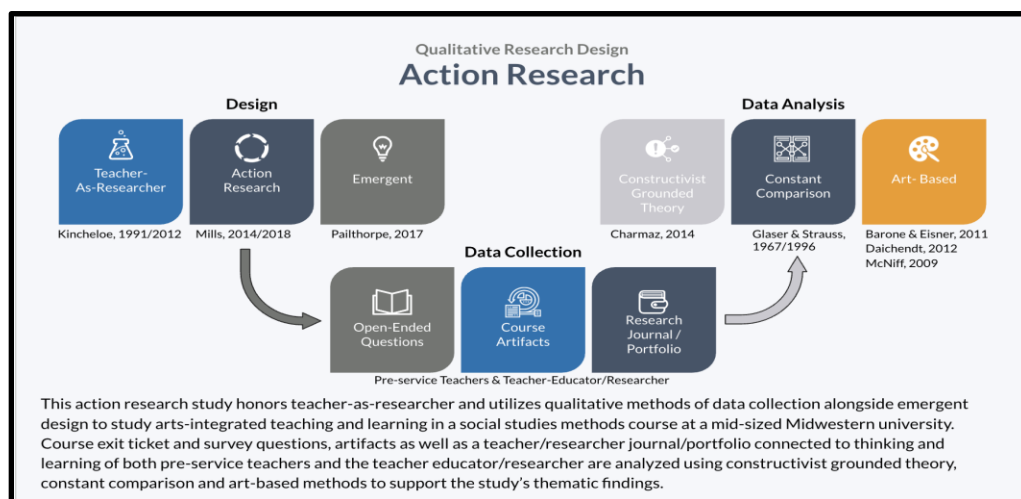 Qualitative Research Design
Action Research
Design
Teacher-
As-Researcher
Kincheloe, 1991/2012
Action
Research
Mills, 2014/2018
Emergent
Pailthorpe, 2017
Data Collection
Open-Ended
Questions
Course
Artifacts
Research
Journal /
Portfolio
Pre-service Teachers & Teacher-Educator/Researcher
Data Analysis
Constructivist
Grounded
Theory
Charmaz, 2014
Constant
Comparison
Glaser & Strauss,
1967/1996
Art- Based
Barone & Eisner, 2011
Daichendt, 2012
McNiff, 2009
This action research study honors teacher-as-researcher and utilizes qualitative methods of data collection alongside emergent
design to study arts-integrated teaching and learning in a social studies methods course at a mid-sized Midwestern university.
Course exit ticket and survey questions, artifacts as well as a teacher/researcher journal/portfolio connected to thinking and
learning of both pre-service teachers and the teacher educator/researcher are analyzed using constructivist grounded theory,
constant comparison and art-based methods to support the study's thematic findings.